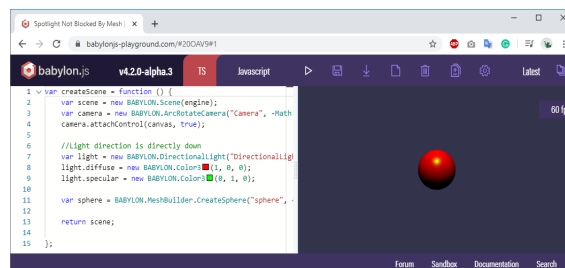 Spotlight Not Blocked By Mesh |
babylonjs-playground.com/#20OAV9#1
babylon.js v4.2.0-alpha.3 TS Javascript Latest
60 fp
1 var createScene = function () {
2 var scene = new BABYLON.Scene(engine);
3 var camera = new BABYLON.ArcRotateCamera("Camera", -Math
4 camera.attachControl(canvas, true);
5
6 //Light direction is directly down
7 var light = new BABYLON.DirectionalLight("DirectionalLigh
8 light.diffuse = new BABYLON.Color3(1, 0, 0);
9 light.specular = new BABYLON.Color3(0, 1, 0);
10
11 var sphere = BABYLON.MeshBuilder.CreateSphere("sphere", 
12
13 return scene;
14
15 };
Forum Sandbox Documentation Search